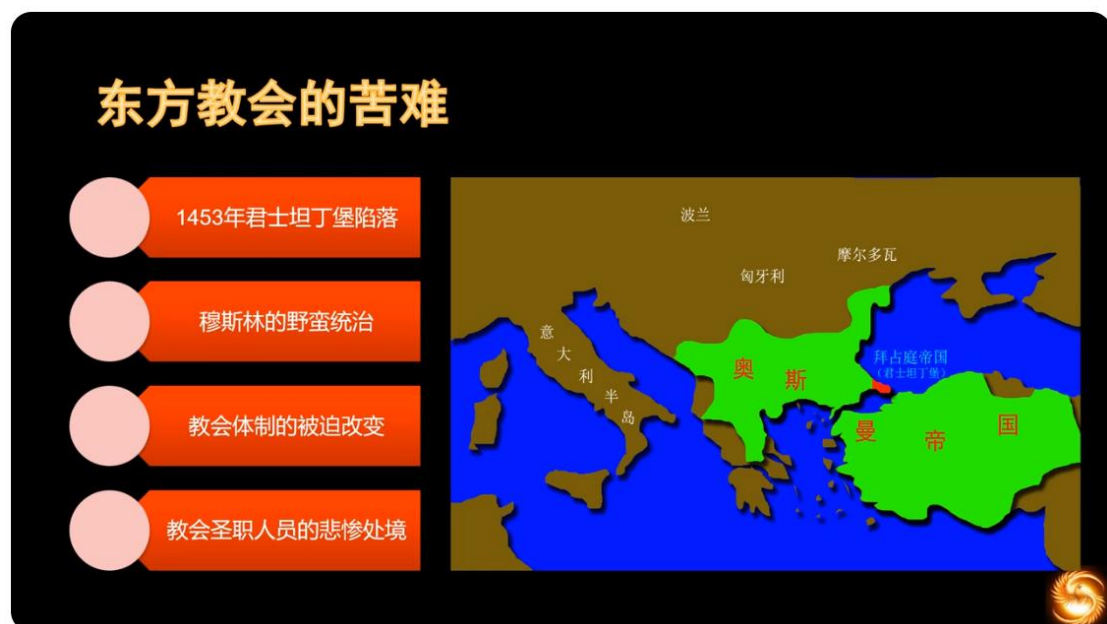 东方教会的苦难
1453年君士坦丁堡陷落
穆斯林的野蛮统治
教会体制的被迫改变
教会圣职人员的悲惨处境
波兰
摩尔多瓦
匈牙利
意大利半岛
拜占庭帝国
（君士坦丁堡）
奥斯曼帝国